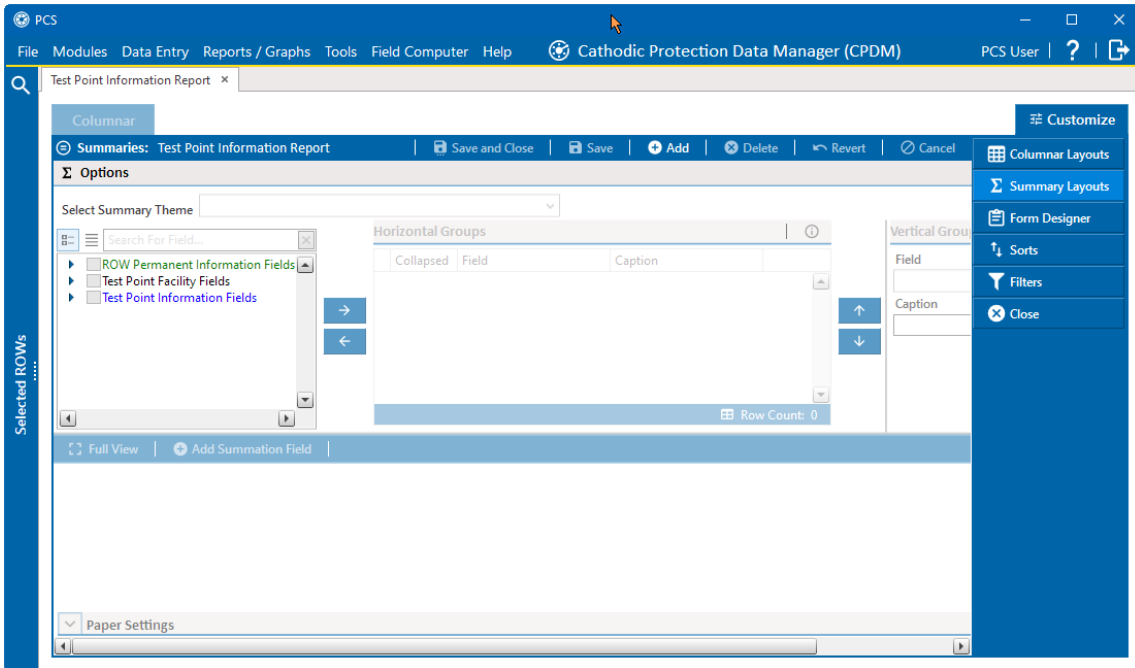 PCS
File Modules Data Entry Reports / Graphs Tools Field Computer Help Cathodic Protection Data Manager (CPDM) PCS User | ? |
Test Point Information Report ×
Columnar
Customize
Summaries: Test Point Information Report | Save and Close | Save | Add | Delete | Revert | Cancel
Columnar Layouts
Σ Options
Σ Summary Layouts
Select Summary Theme
Form Designer
Search For Field...
Horizontal Groups
Vertical Grou
Sorts
Collapsed Field Caption
Field
ROW Permanent Information Fields
Test Point Facility Fields
Test Point Information Fields
Filters
Caption
Close
Selected ROWs
Row Count: 0
Full View | Add Summation Field |
Paper Settings